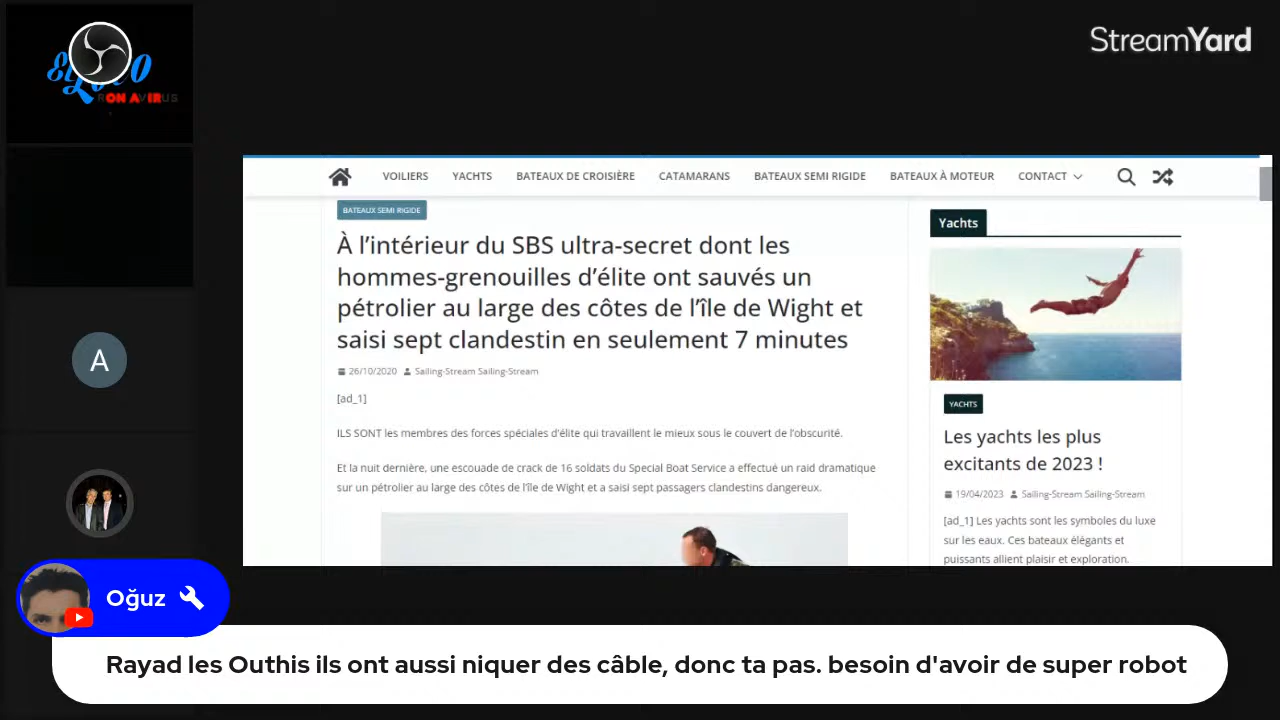 StreamYard
VOILIERS YACHTS BATEAUX DE CROISIÈRE CATAMARANS BATEAUX SEMI RIGIDE BATEAUX À MOTEUR CONTACT
BATEAUX SEMI RIGIDE
À l’intérieur du SBS ultra-secret dont les
hommes-grenouilles d’élite ont sauvés un
pétrolier au large des côtes de l’île de Wight et
saisi sept clandestin en seulement 7 minutes
26/10/2020 Sailing-Stream Sailing-Stream
[ad_1]
ILS SONT les membres des forces spéciales d’élite qui travaillent le mieux sous le couvert de l’obscurité.
Et la nuit dernière, une escouade de crack de 16 soldats du Special Boat Service a effectué un raid dramatique
sur un pétrolier au large des côtes de l’île de Wight et a saisi sept passagers clandestins dangereux.
Yachts
YACHTS
Les yachts les plus
excitants de 2023 !
19/04/2023 Sailing-Stream Sailing-Stream
[ad_1] Les yachts sont les symboles du luxe
sur les eaux. Ces bateaux élégants et
puissants allient plaisir et exploration.
A
Oğuz
Rayad les Outhis ils ont aussi niquer des câble, donc ta pas. besoin d'avoir de super robot